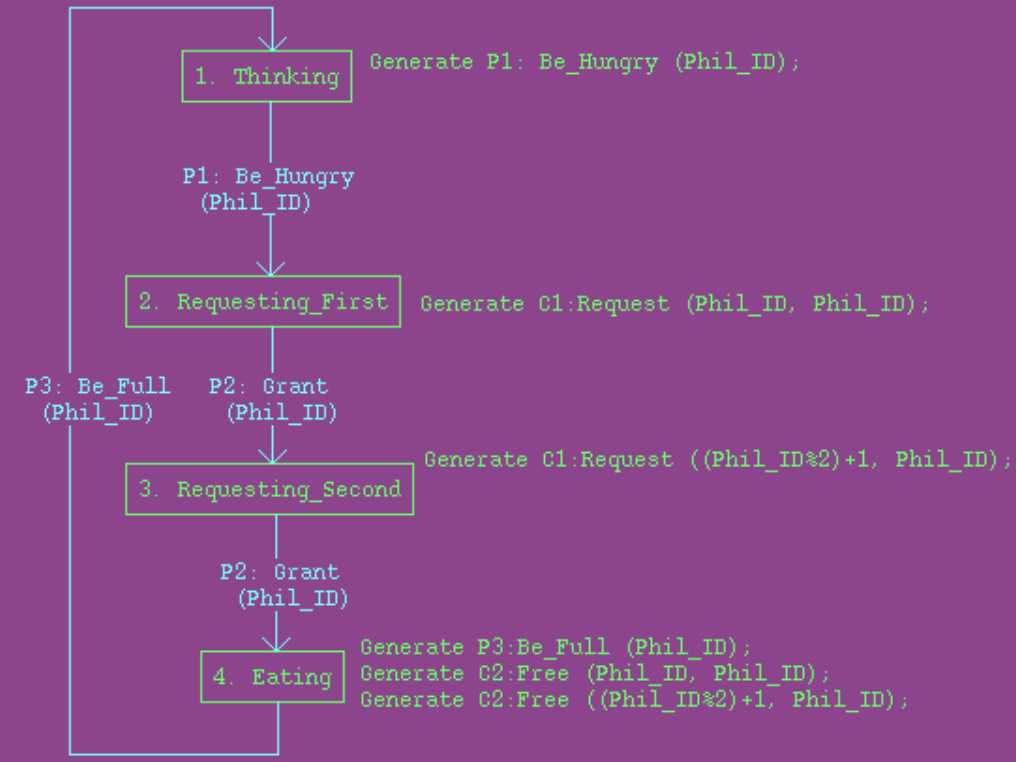 1. Thinking
Generate P1: Be_Hungry (Phil_ID);
P1: Be_Hungry
(Phil_ID)
2. Requesting_First
Generate C1:Request (Phil_ID, Phil_ID);
P3: Be_Full
(Phil_ID)
P2: Grant
(Phil_ID)
Generate C1:Request ((Phil_ID%2)+1, Phil_ID);
3. Requesting_Second
P2: Grant
(Phil_ID)
4. Eating
Generate P3:Be_Full (Phil_ID);
Generate C2:Free (Phil_ID, Phil_ID);
Generate C2:Free ((Phil_ID%2)+1, Phil_ID);